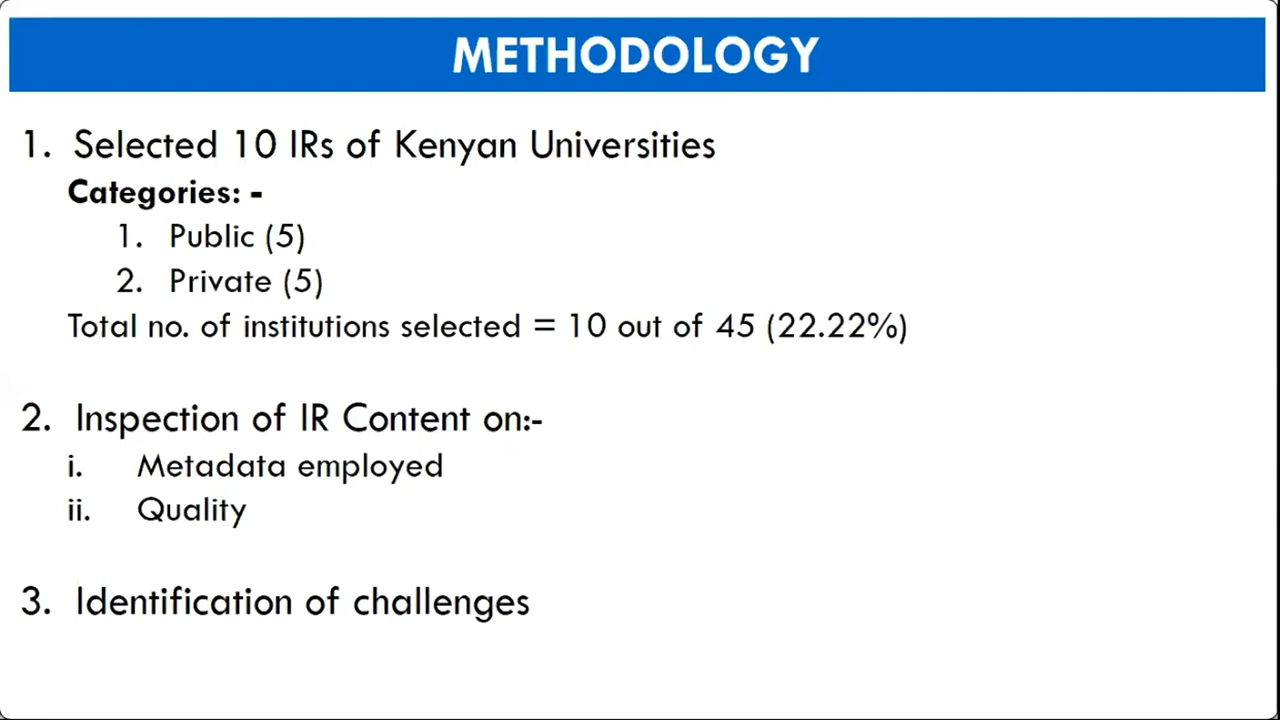 METHODOLOGY
1. Selected 10 IRs of Kenyan Universities
Categories: -
1. Public (5)
2. Private (5)
Total no. of institutions selected = 10 out of 45 (22.22%)
2. Inspection of IR Content on:-
i. Metadata employed
ii. Quality
3. Identification of challenges